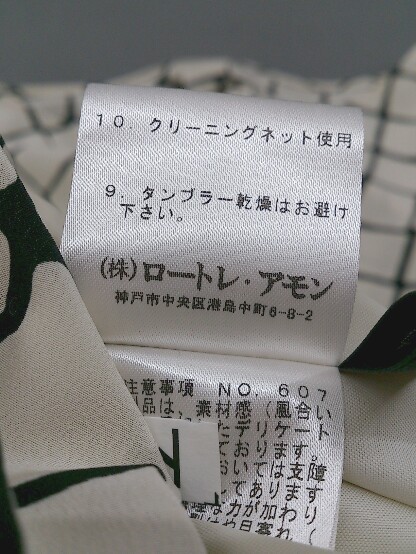 10. クリーニングネット使用
9. タンブラー乾燥はお避け
下さい。
(株)ロートレ・アモン
神戸市中央区港島中町6-8-2
注意事項 NO.607
品は、素材感(風合い
たデリケート
ております。
おいては支障
てあります
な力が加わり